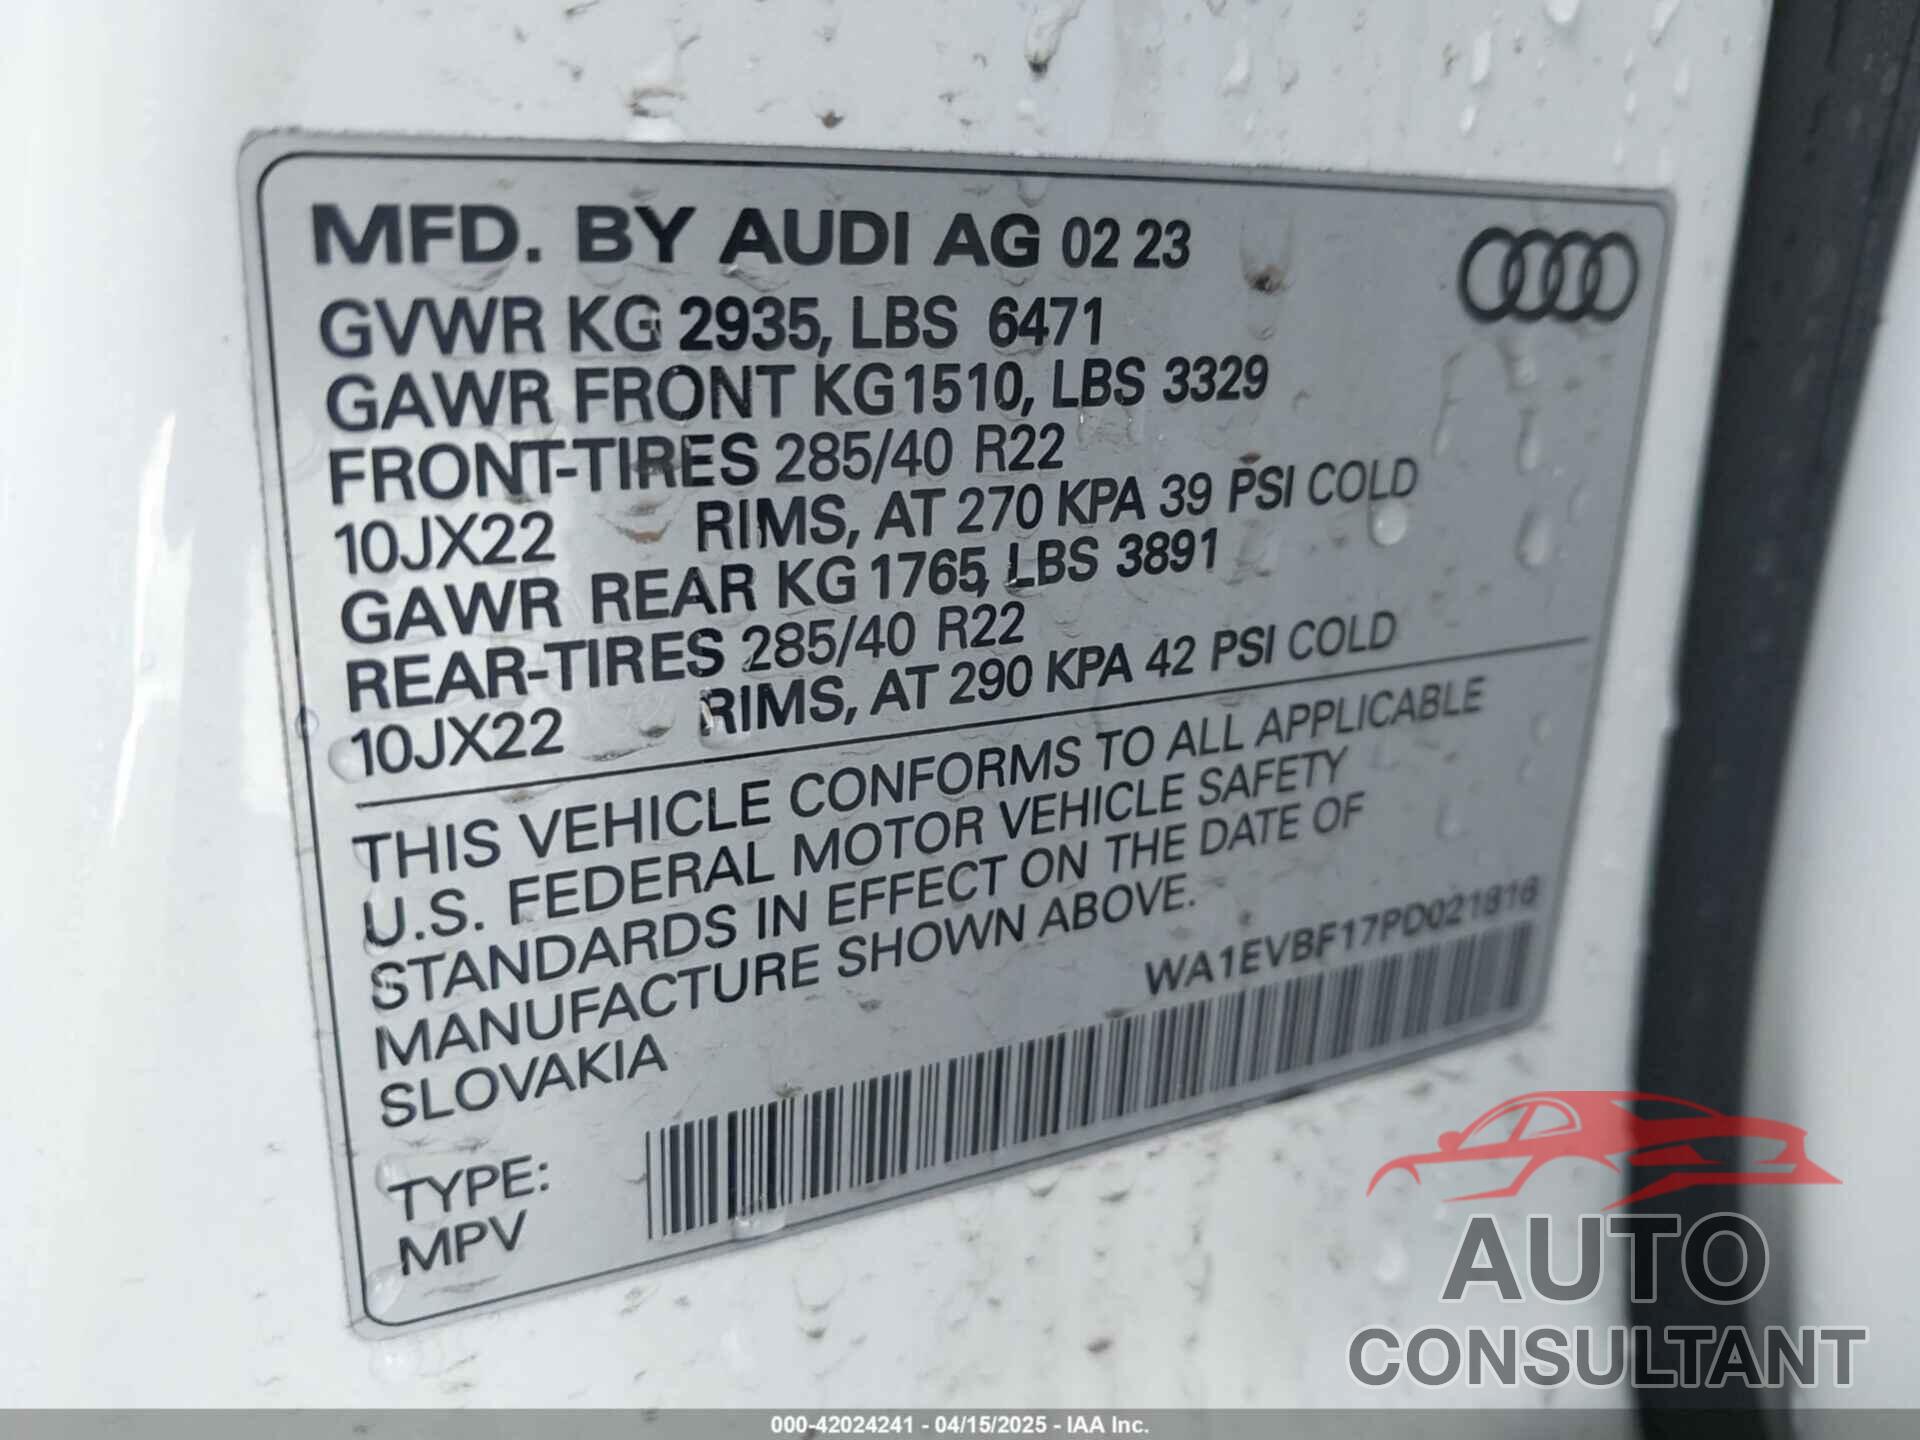 MFD. BY AUDI AG 02 23
GVWR KG 2935, LBS 6471
GAWR FRONT KG 1510, LBS 3329
FRONT-TIRES 285/40 R22
10JX22 RIMS, AT 270 KPA 39 PSI COLD
GAWR REAR KG 1765, LBS 3891
REAR-TIRES 285/40 R22
10JX22 RIMS, AT 290 KPA 42 PSI COLD
THIS VEHICLE CONFORMS TO ALL APPLICABLE
U.S. FEDERAL MOTOR VEHICLE SAFETY
STANDARDS IN EFFECT ON THE DATE OF
MANUFACTURE SHOWN ABOVE.
SLOVAKIA
WA1EVBF17PD021816
TYPE:
MPV
AUTO
CONSULTANT
000-42024241 - 04/15/2025 - IAA Inc.